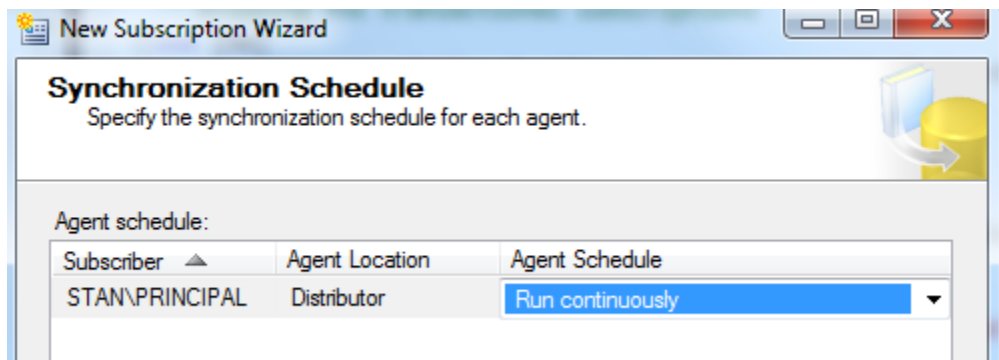 New Subscription Wizard
Synchronization Schedule
Specify the synchronization schedule for each agent.
Agent schedule:
Subscriber Agent Location Agent Schedule
STAN\PRINCIPAL Distributor Run continuously